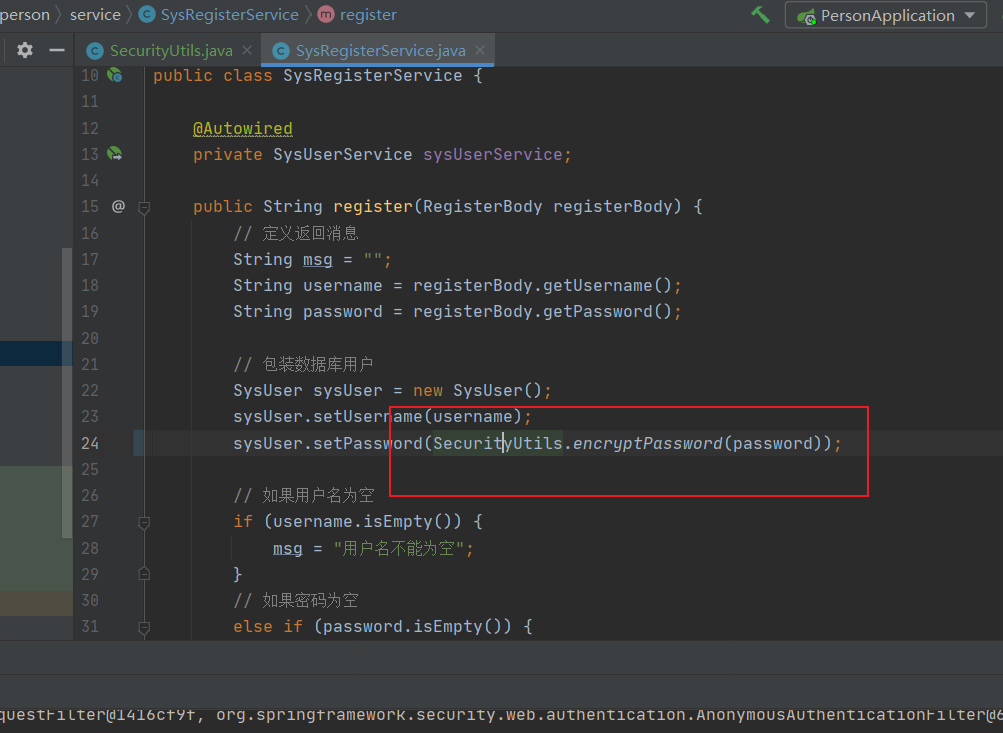 person 〉 service 〉 SysRegisterService 〉 register
PersonApplication
SecurityUtils.java
SysRegisterService.java
10 public class SysRegisterService {
11
12 @Autowired
13 private SysUserService sysUserService;
14
15 @ public String register(RegisterBody registerBody) {
16 // 定义返回消息
17 String msg = "";
18 String username = registerBody.getUsername();
19 String password = registerBody.getPassword();
20
21 // 包装数据库用户
22 SysUser sysUser = new SysUser();
23 sysUser.setUsername(username);
24 sysUser.setPassword(SecurityUtils.encryptPassword(password));
25
26 // 如果用户名为空
27 if (username.isEmpty()) {
28 msg = "用户名不能为空";
29 }
30 // 如果密码为空
31 else if (password.isEmpty()) {
questFilter@1416cf9f, org.springframework.security.web.authentication.AnonymousAuthenticationFilter@6